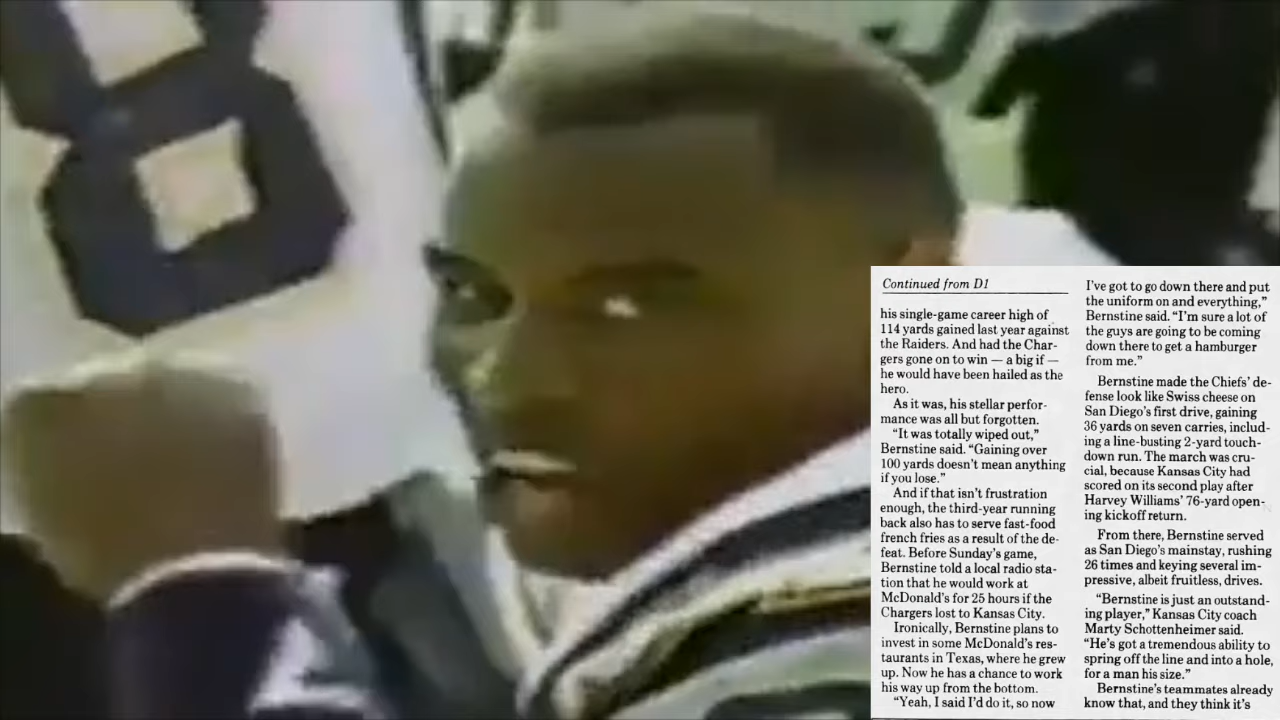 8
Continued from D1
his single-game career high of
114 yards gained last year against
the Raiders. And had the Char-
gers gone on to win — a big if —
he would have been hailed as the
hero.
As it was, his stellar perfor-
mance was all but forgotten.
“It was totally wiped out,”
Bernstine said. “Gaining over
100 yards doesn’t mean anything
if you lose.”
And if that isn’t frustration
enough, the third-year running
back also has to serve fast-food
french fries as a result of the de-
feat. Before Sunday’s game,
Bernstine told a local radio sta-
tion that he would work at
McDonald’s for 25 hours if the
Chargers lost to Kansas City.
Ironically, Bernstine plans to
invest in some McDonald’s res-
taurants in Texas, where he grew
up. Now he has a chance to work
his way up from the bottom.
“Yeah, I said I’d do it, so now
I’ve got to go down there and put
the uniform on and everything,”
Bernstine said. “I’m sure a lot of
the guys are going to be coming
down there to get a hamburger
from me.”
Bernstine made the Chiefs’ de-
fense look like Swiss cheese on
San Diego’s first drive, gaining
36 yards on seven carries, includ-
ing a line-busting 2-yard touch-
down run. The march was cru-
cial, because Kansas City had
scored on its second play after
Harvey Williams’ 76-yard open-
ing kickoff return.
From there, Bernstine served
as San Diego’s mainstay, rushing
26 times and keying several im-
pressive, albeit fruitless, drives.
“Bernstine is just an outstand-
ing player,” Kansas City coach
Marty Schottenheimer said.
“He’s got a tremendous ability to
spring off the line and into a hole,
for a man his size.”
Bernstine’s teammates already
know that, and they think it’s